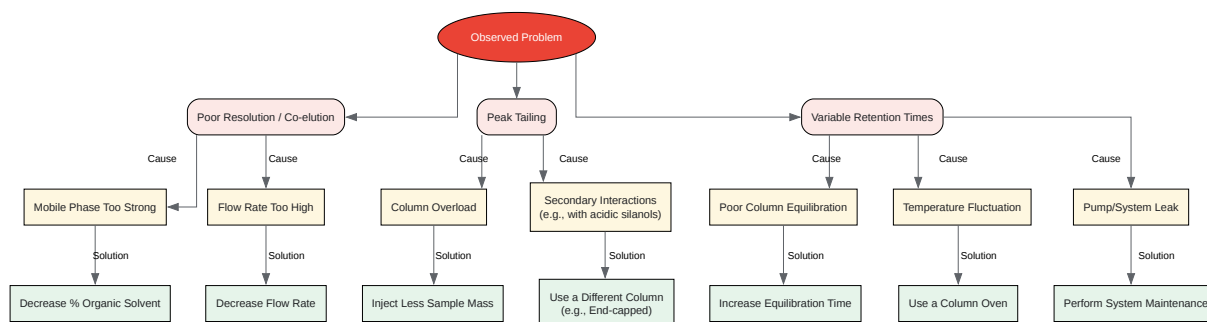 Observed Problem
Poor Resolution / Co-elution
Peak Tailing
Variable Retention Times
Cause
Cause
Cause
Cause
Cause
Cause
Cause
Mobile Phase Too Strong
Flow Rate Too High
Column Overload
Secondary Interactions
(e.g., with acidic silanols)
Poor Column Equilibration
Temperature Fluctuation
Pump/System Leak
Solution
Solution
Solution
Solution
Solution
Solution
Solution
Decrease % Organic Solvent
Decrease Flow Rate
Inject Less Sample Mass
Use a Different Column
(e.g., End-capped)
Increase Equilibration Time
Use a Column Oven
Perform System Maintenance